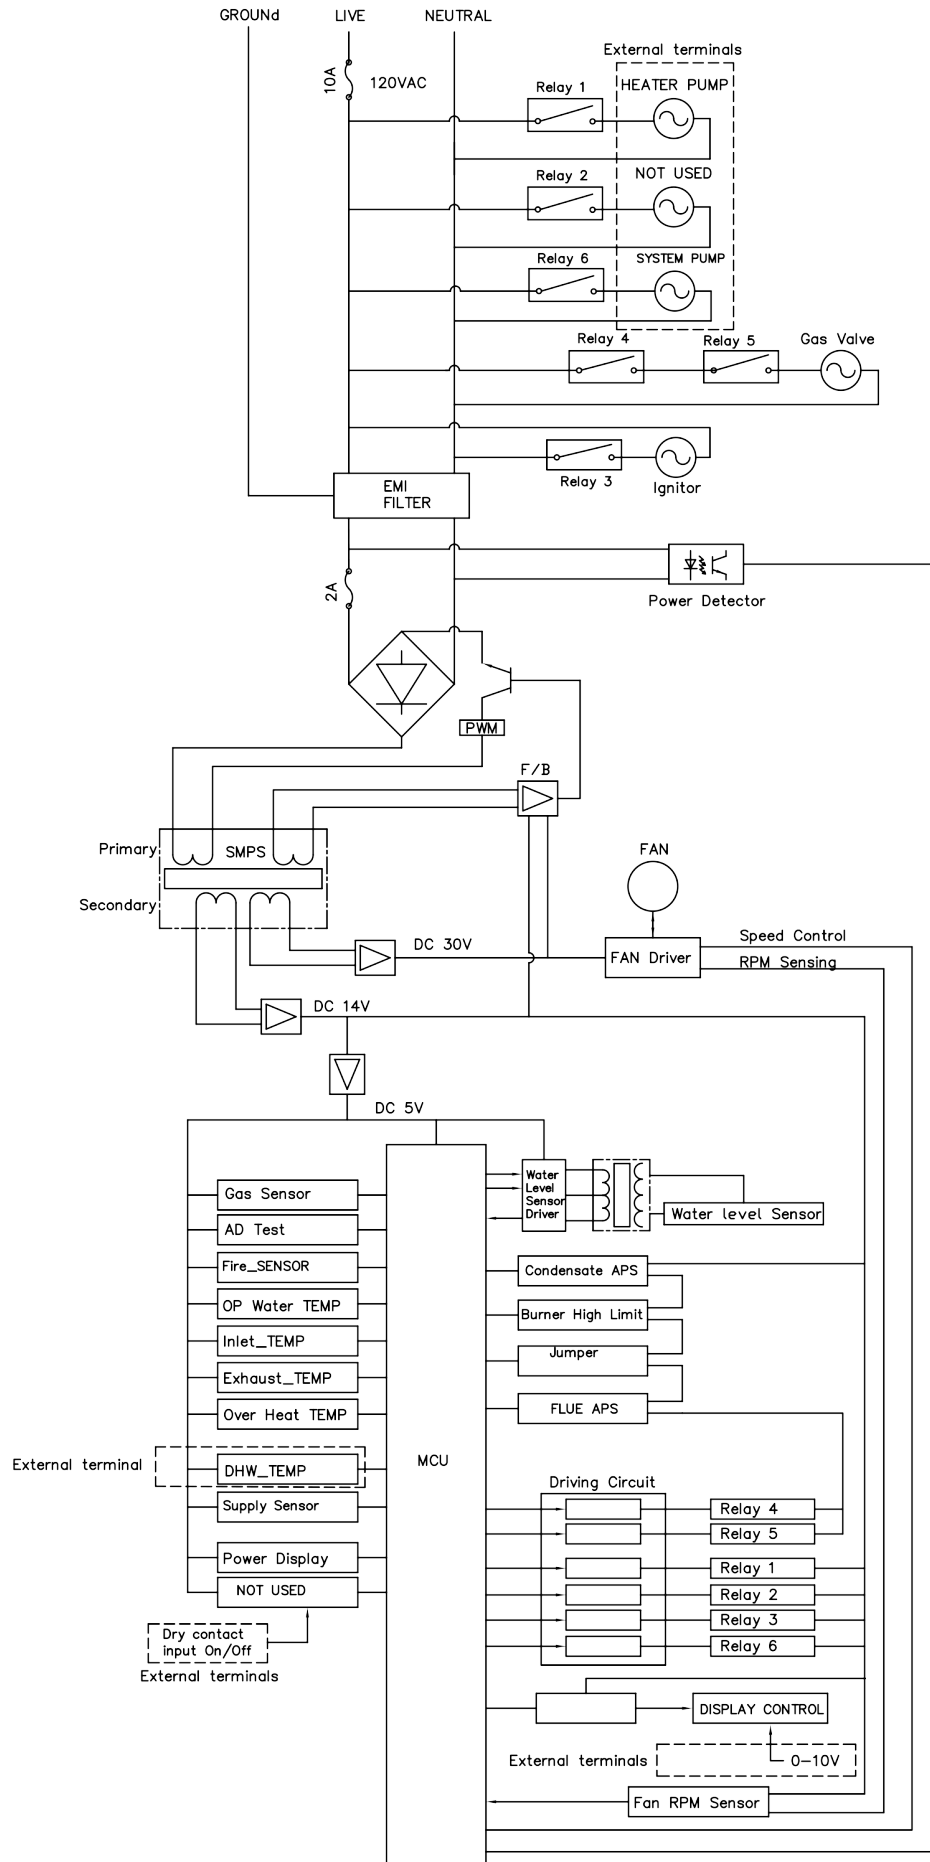 GROUNd
LIVE
NEUTRAL
10A
120VAC
External terminals
Relay 1
HEATER PUMP
Relay 2
NOT USED
Relay 6
SYSTEM PUMP
Relay 4
Relay 5
Gas Valve
Relay 3
Ignitor
EMI
FILTER
2A
Power Detector
PWM
F/B
Primary
SMPS
Secondary
FAN
DC 30V
FAN Driver
Speed Control
RPM Sensing
DC 14V
DC 5V
Gas Sensor
AD Test
Fire_SENSOR
OP Water TEMP
Inlet_TEMP
Exhaust_TEMP
Over Heat TEMP
External terminal
DHW_TEMP
Supply Sensor
Power Display
NOT USED
Dry contact
input On/Off
External terminals
MCU
Water
Level
Sensor
Driver
Water level Sensor
Condensate APS
Burner High Limit
Jumper
FLUE APS
Driving Circuit
Relay 4
Relay 5
Relay 1
Relay 2
Relay 3
Relay 6
DISPLAY CONTROL
External terminals
0-10V
Fan RPM Sensor